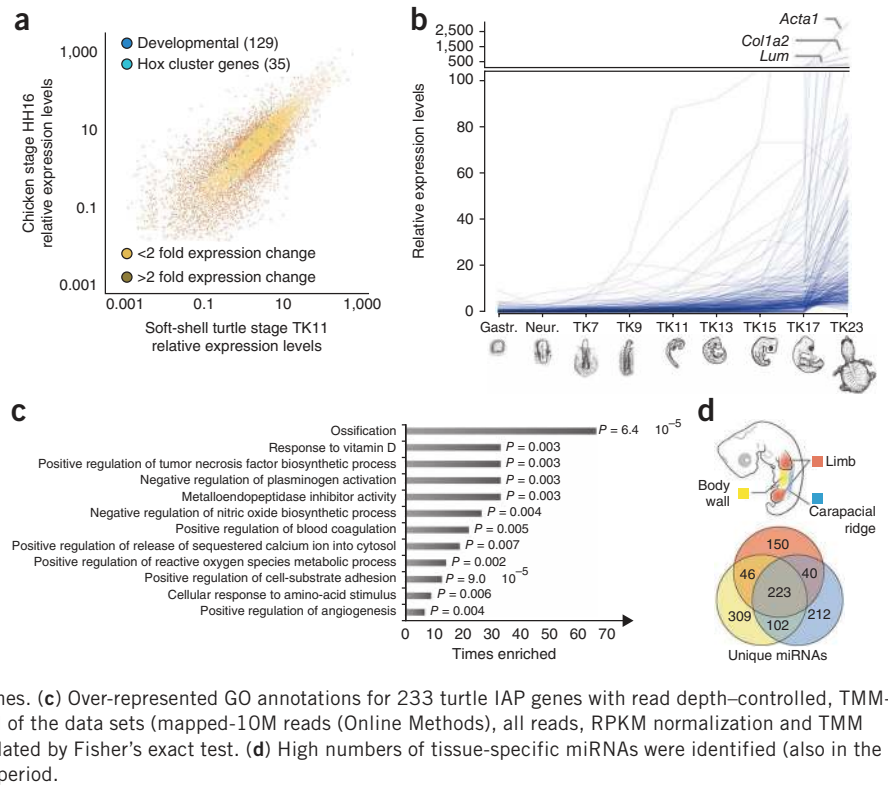 a
Developmental (129)
Hox cluster genes (35)
1,000
10
0.1
0.001
Chicken stage HH16
relative expression levels
<2 fold expression change
>2 fold expression change
0.001 0.1 10 1,000
Soft-shell turtle stage TK11
relative expression levels
b
2,500
1,500
500
100
80
60
40
20
0
Relative expression levels
Acta1
Col1a2
Lum
Gastr. Neur. TK7 TK9 TK11 TK13 TK15 TK17 TK23
c
Ossification P = 6.4 10–5
Response to vitamin D P = 0.003
Positive regulation of tumor necrosis factor biosynthetic process P = 0.003
Negative regulation of plasminogen activation P = 0.003
Metalloendopeptidase inhibitor activity P = 0.003
Negative regulation of nitric oxide biosynthetic process P = 0.004
Positive regulation of blood coagulation P = 0.005
Positive regulation of release of sequestered calcium ion into cytosol P = 0.007
Positive regulation of reactive oxygen species metabolic process P = 0.002
Positive regulation of cell-substrate adhesion P = 9.0 10–5
Cellular response to amino-acid stimulus P = 0.006
Positive regulation of angiogenesis P = 0.004
0 10 20 30 40 50 60 70
Times enriched
d
Limb
Body
wall
Carapacial
ridge
150
46 40
223
309 212
102
Unique miRNAs
nes. (c) Over-represented GO annotations for 233 turtle IAP genes with read depth–controlled, TMM-
of the data sets (mapped-10M reads (Online Methods), all reads, RPKM normalization and TMM
lated by Fisher's exact test. (d) High numbers of tissue-specific miRNAs were identified (also in the
period.